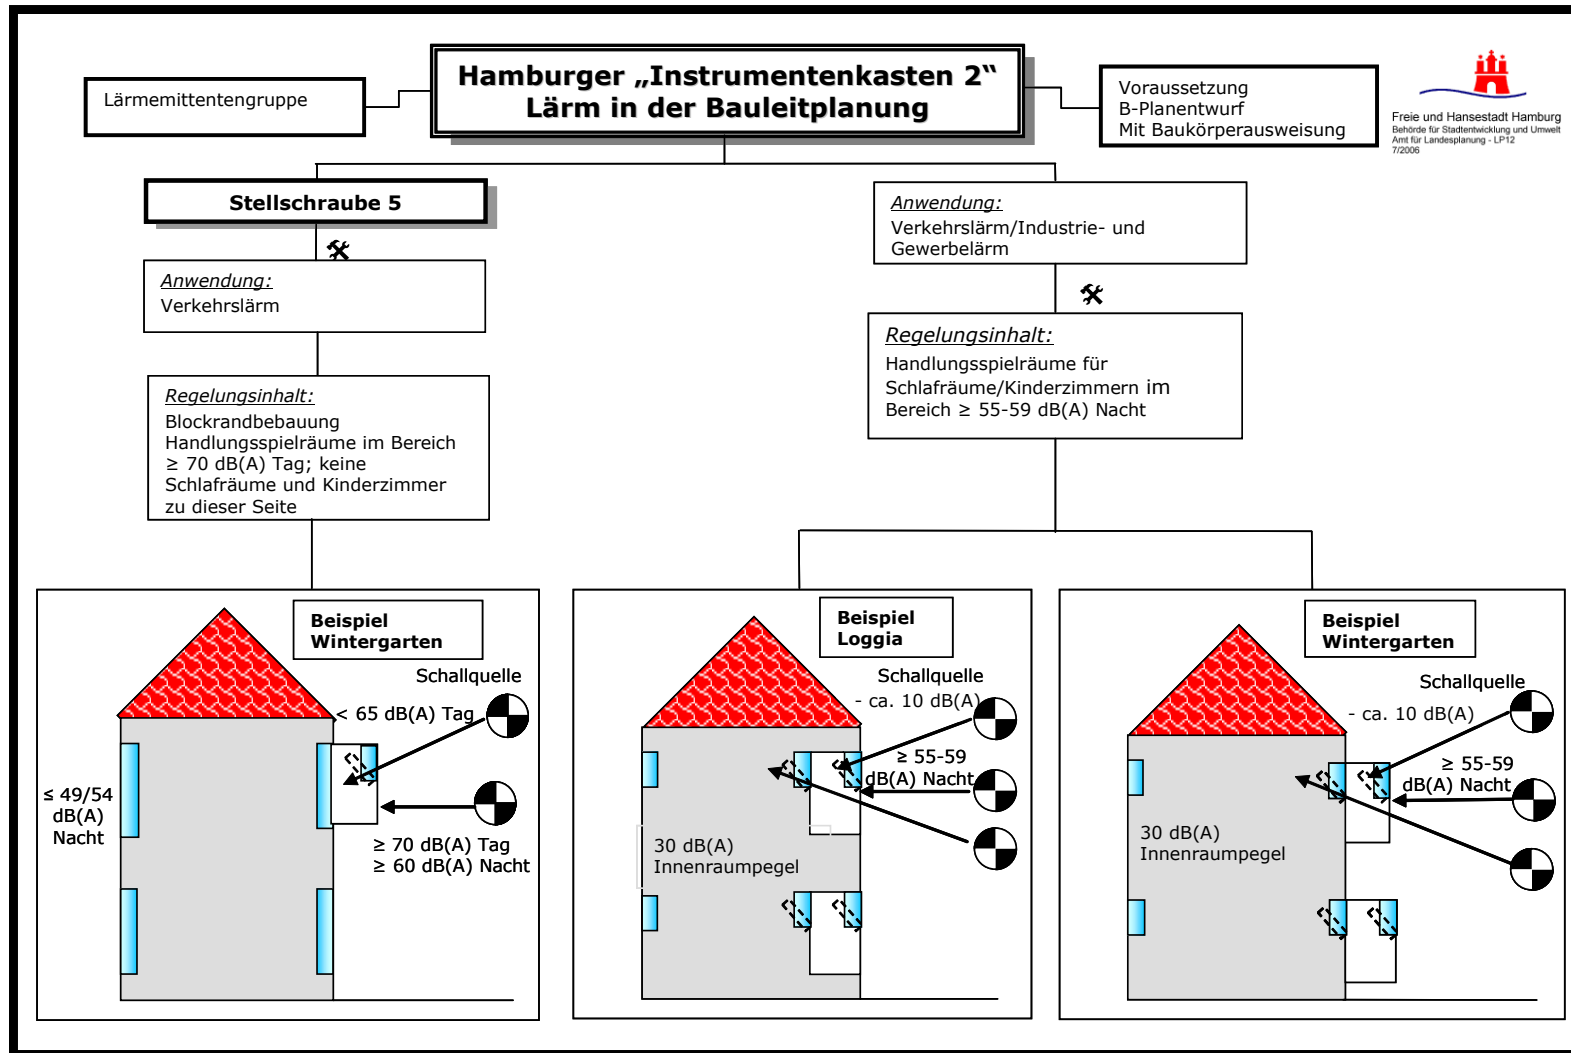 Hamburger „Instrumentenkasten 2“
Lärm in der Bauleitplanung
Lärmemittentengruppe
Voraussetzung
B-Planentwurf
Mit Baukörperausweisung
Freie und Hansestadt Hamburg
Behörde für Stadtentwicklung und Umwelt
Amt für Landesplanung - LP12
7/2006
Stellschraube 5
Anwendung:
Verkehrslärm
Regelungsinhalt:
Blockrandbebauung
Handlungsspielräume im Bereich
≥ 70 dB(A) Tag; keine
Schlafräume und Kinderzimmer
zu dieser Seite
Anwendung:
Verkehrslärm/Industrie- und
Gewerbelärm
Regelungsinhalt:
Handlungsspielräume für
Schlafräume/Kinderzimmern im
Bereich ≥ 55-59 dB(A) Nacht
Beispiel
Wintergarten
Schallquelle
< 65 dB(A) Tag
≤ 49/54
dB(A)
Nacht
≥ 70 dB(A) Tag
≥ 60 dB(A) Nacht
Beispiel
Loggia
Schallquelle
- ca. 10 dB(A)
≥ 55-59
dB(A) Nacht
30 dB(A)
Innenraumpegel
Beispiel
Wintergarten
Schallquelle
- ca. 10 dB(A)
≥ 55-59
dB(A) Nacht
30 dB(A)
Innenraumpegel